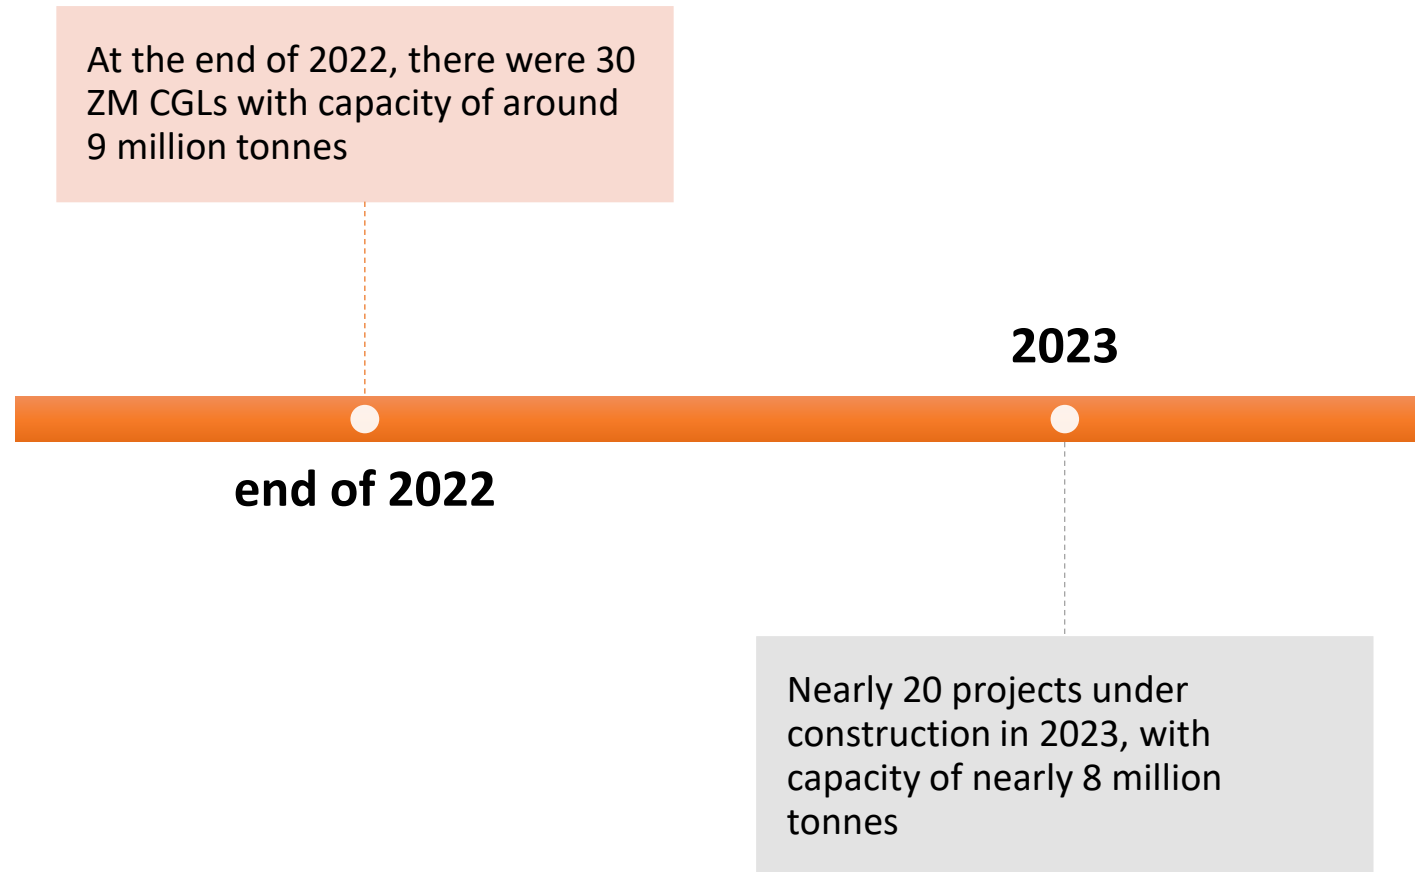 At the end of 2022, there were 30
ZM CGLs with capacity of around
9 million tonnes
2023
end of 2022
Nearly 20 projects under
construction in 2023, with
capacity of nearly 8 million
tonnes